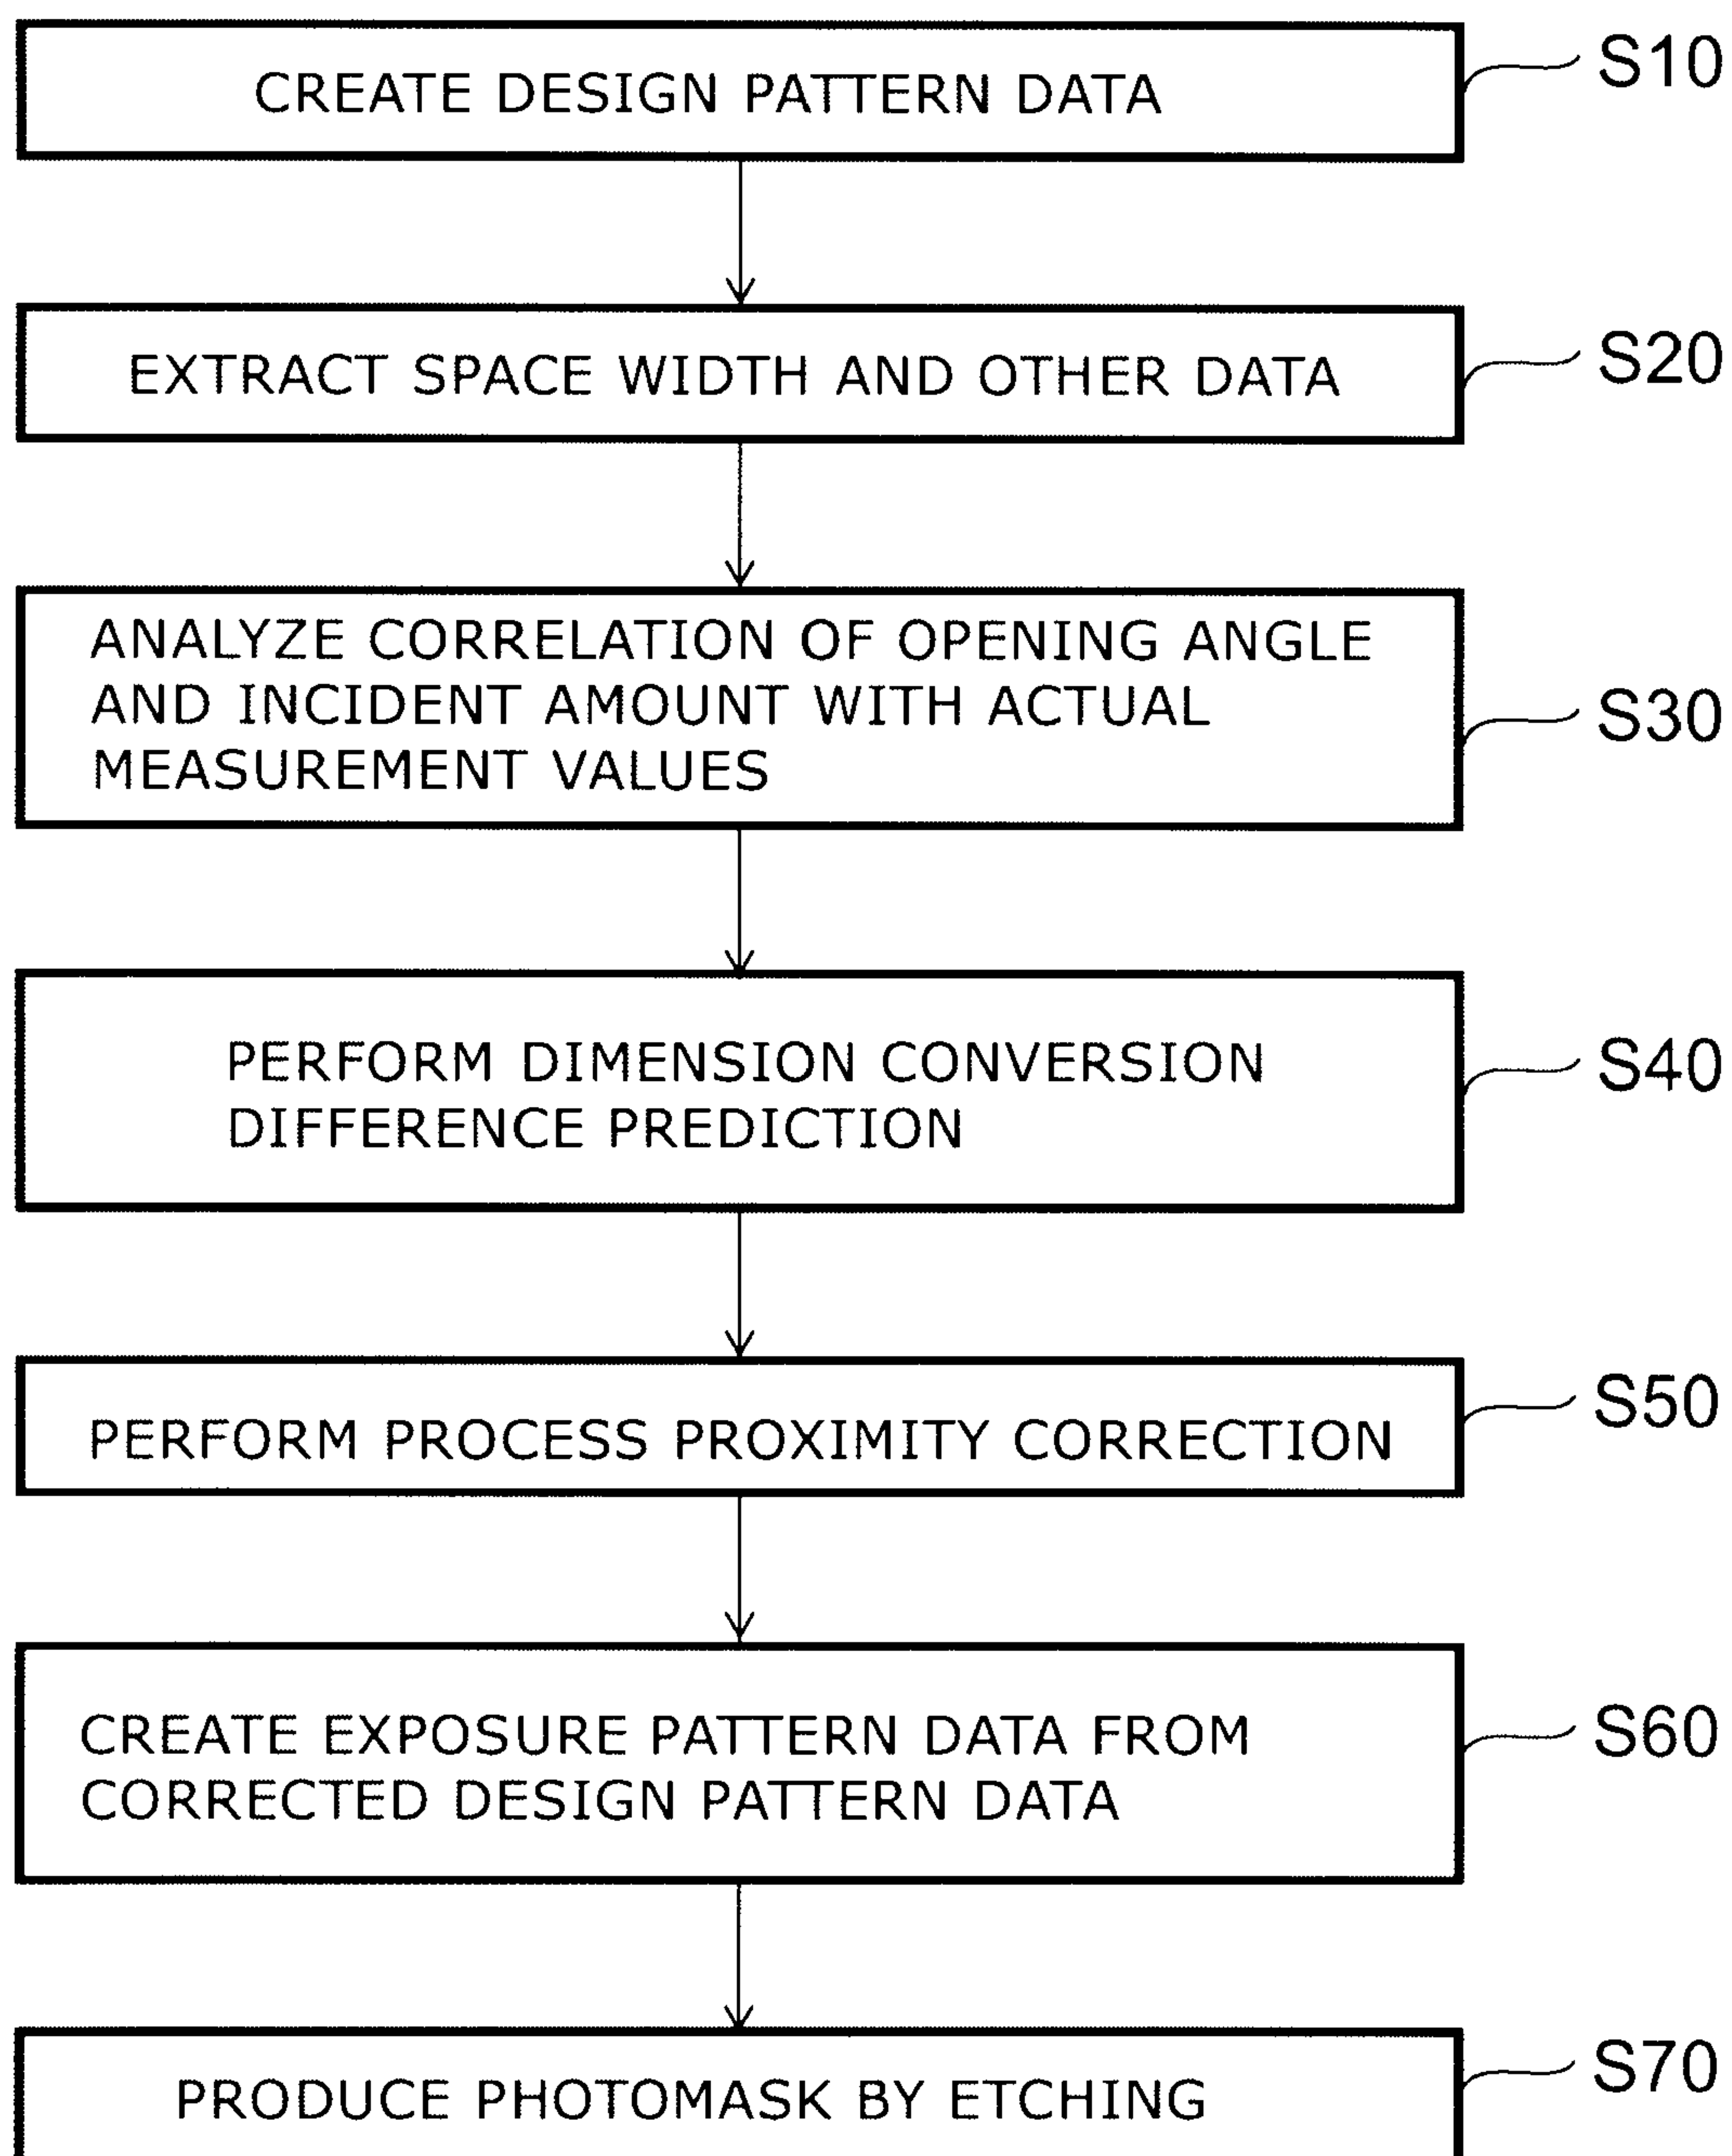 CREATE DESIGN PATTERN DATA
S10
EXTRACT SPACE WIDTH AND OTHER DATA
S20
ANALYZE CORRELATION OF OPENING ANGLE
AND INCIDENT AMOUNT WITH ACTUAL
MEASUREMENT VALUES
S30
PERFORM DIMENSION CONVERSION
DIFFERENCE PREDICTION
S40
PERFORM PROCESS PROXIMITY CORRECTION
S50
CREATE EXPOSURE PATTERN DATA FROM
CORRECTED DESIGN PATTERN DATA
S60
PRODUCE PHOTOMASK BY ETCHING
S70